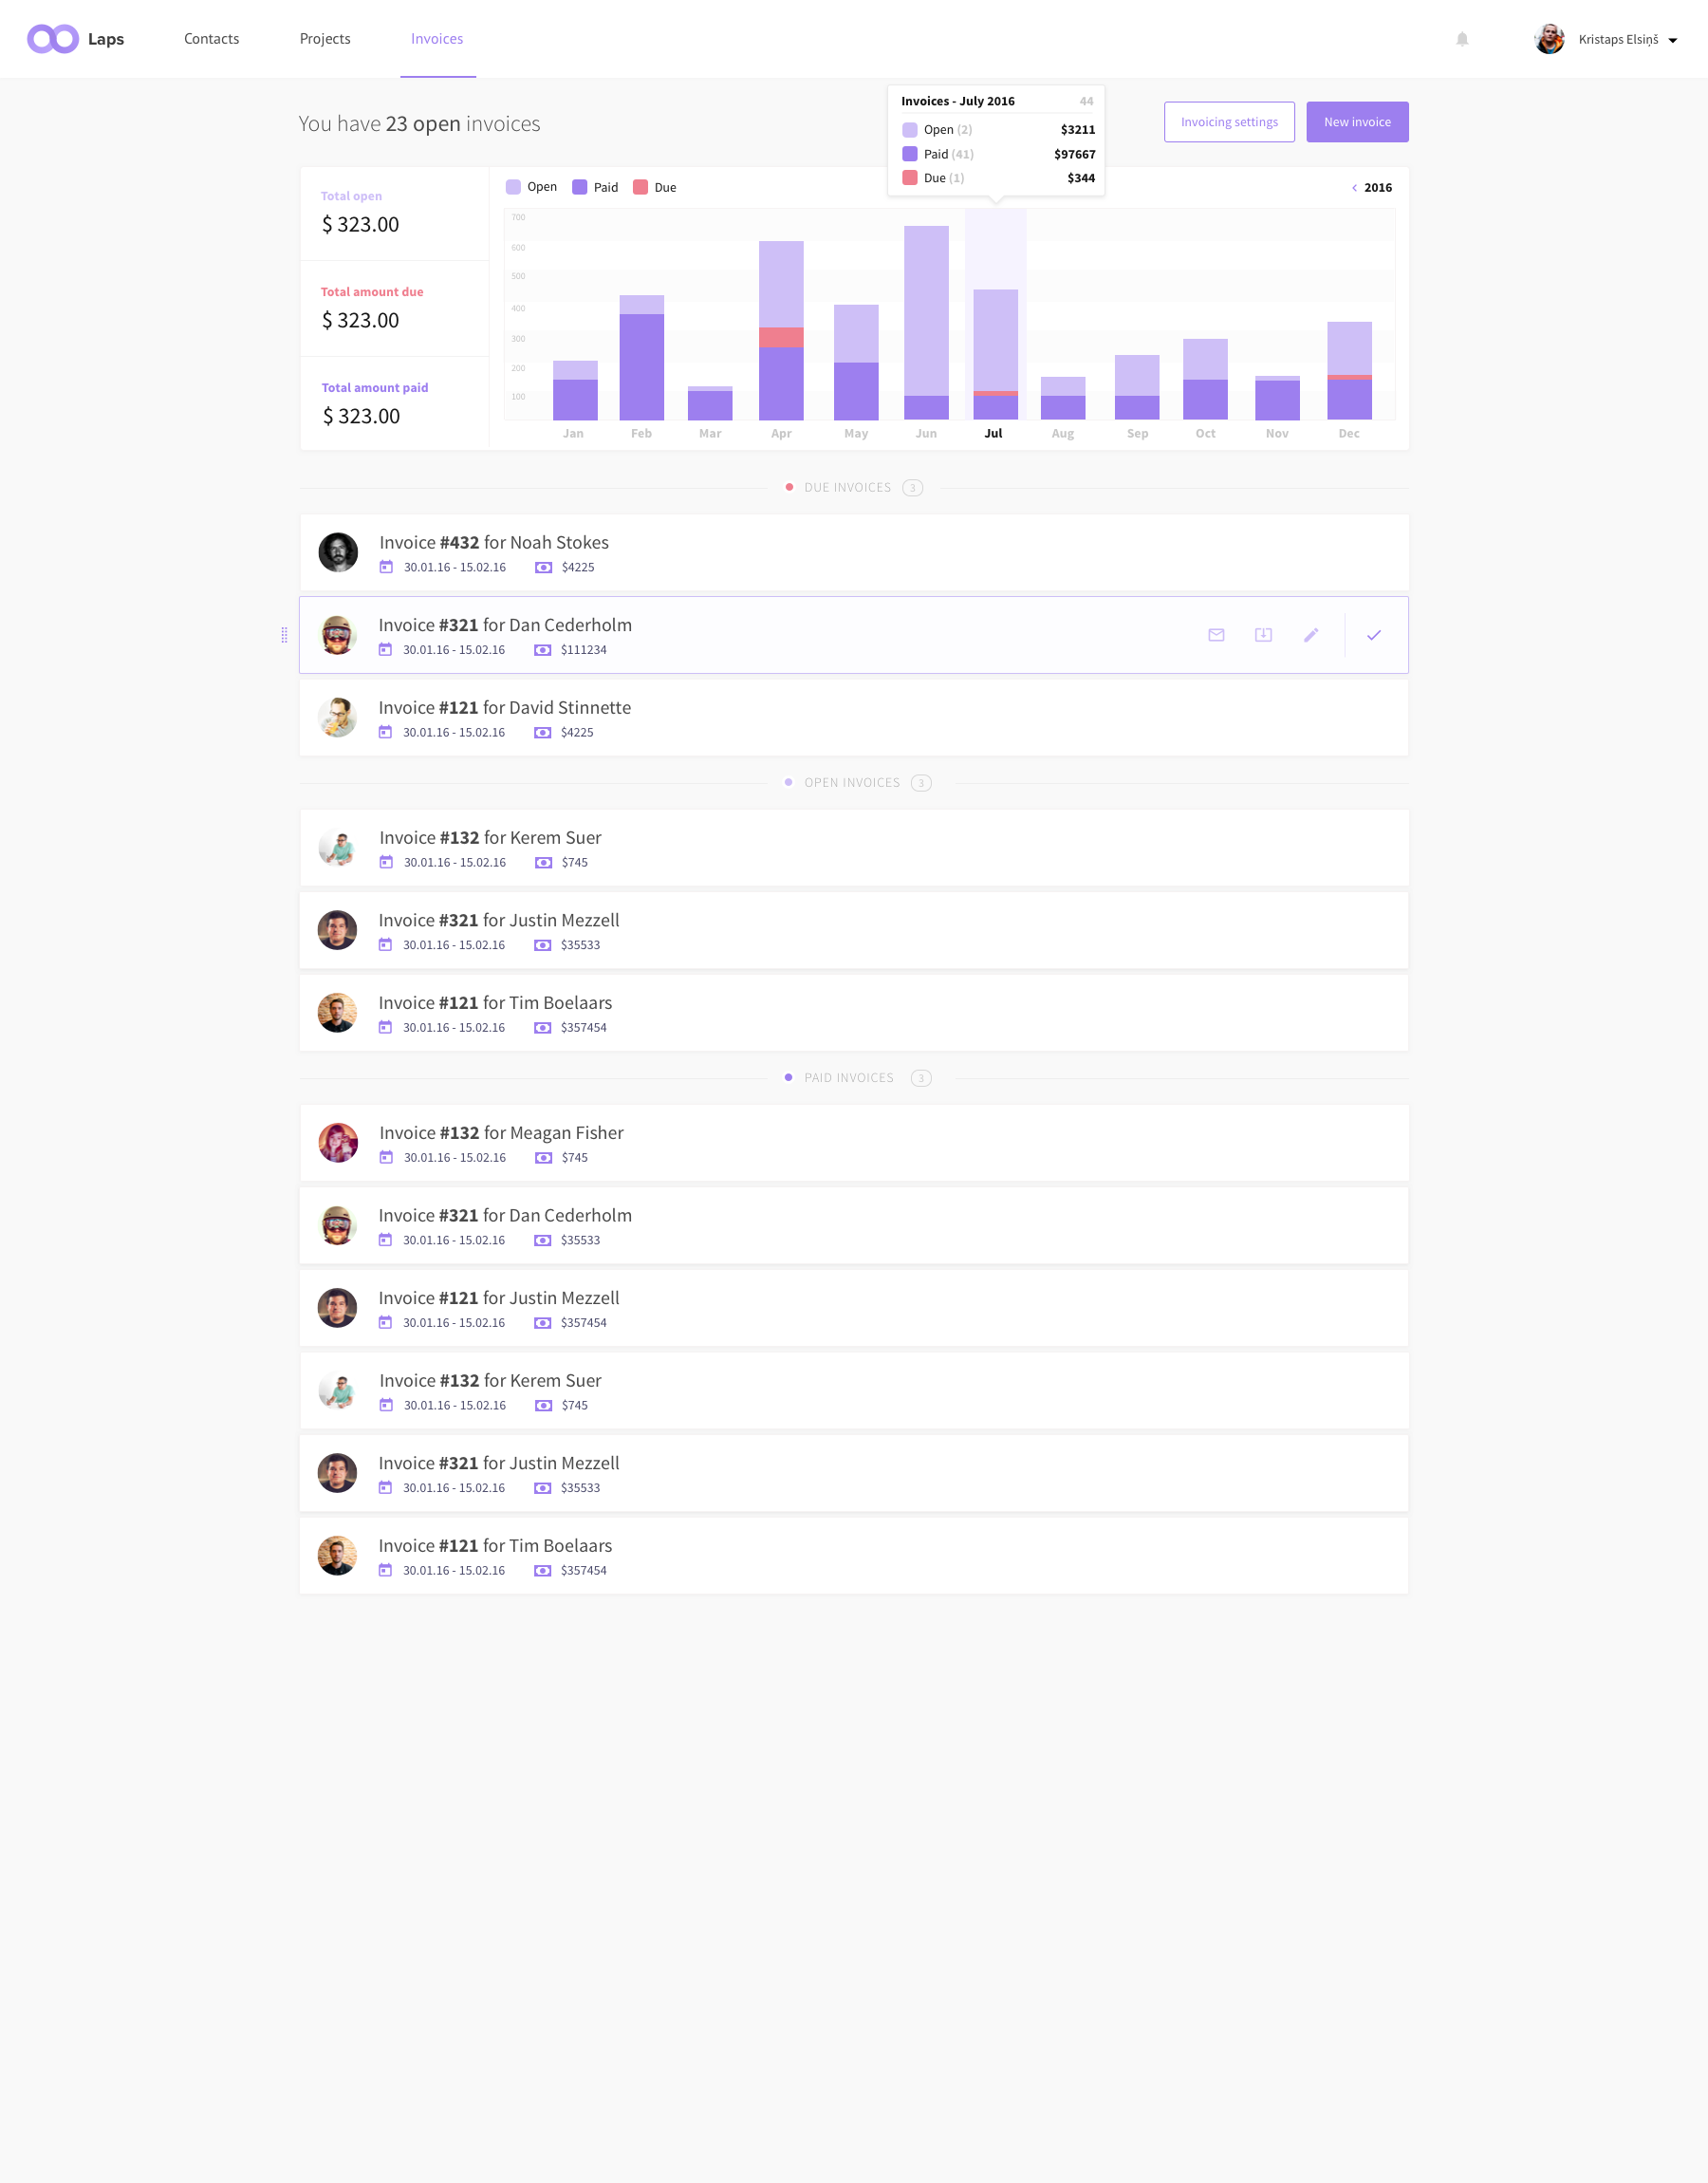 Laps Contacts Projects Invoices Kristaps Elsiņš
You have 23 open invoices
Invoices - July 2016 44
Open (2) $3211
Paid (41) $97667
Due (1) $344
Invoicing settings New invoice
Total open
$ 323.00
Total amount due
$ 323.00
Total amount paid
$ 323.00
Open Paid Due
2016
700
600
500
400
300
200
100
Jan Feb Mar Apr May Jun Jul Aug Sep Oct Nov Dec
DUE INVOICES 3
Invoice #432 for Noah Stokes
30.01.16 - 15.02.16 $4225
Invoice #321 for Dan Cederholm
30.01.16 - 15.02.16 $111234
Invoice #121 for David Stinnette
30.01.16 - 15.02.16 $4225
OPEN INVOICES 3
Invoice #132 for Kerem Suer
30.01.16 - 15.02.16 $745
Invoice #321 for Justin Mezzell
30.01.16 - 15.02.16 $35533
Invoice #121 for Tim Boelaars
30.01.16 - 15.02.16 $357454
PAID INVOICES 3
Invoice #132 for Meagan Fisher
30.01.16 - 15.02.16 $745
Invoice #321 for Dan Cederholm
30.01.16 - 15.02.16 $35533
Invoice #121 for Justin Mezzell
30.01.16 - 15.02.16 $357454
Invoice #132 for Kerem Suer
30.01.16 - 15.02.16 $745
Invoice #321 for Justin Mezzell
30.01.16 - 15.02.16 $35533
Invoice #121 for Tim Boelaars
30.01.16 - 15.02.16 $357454